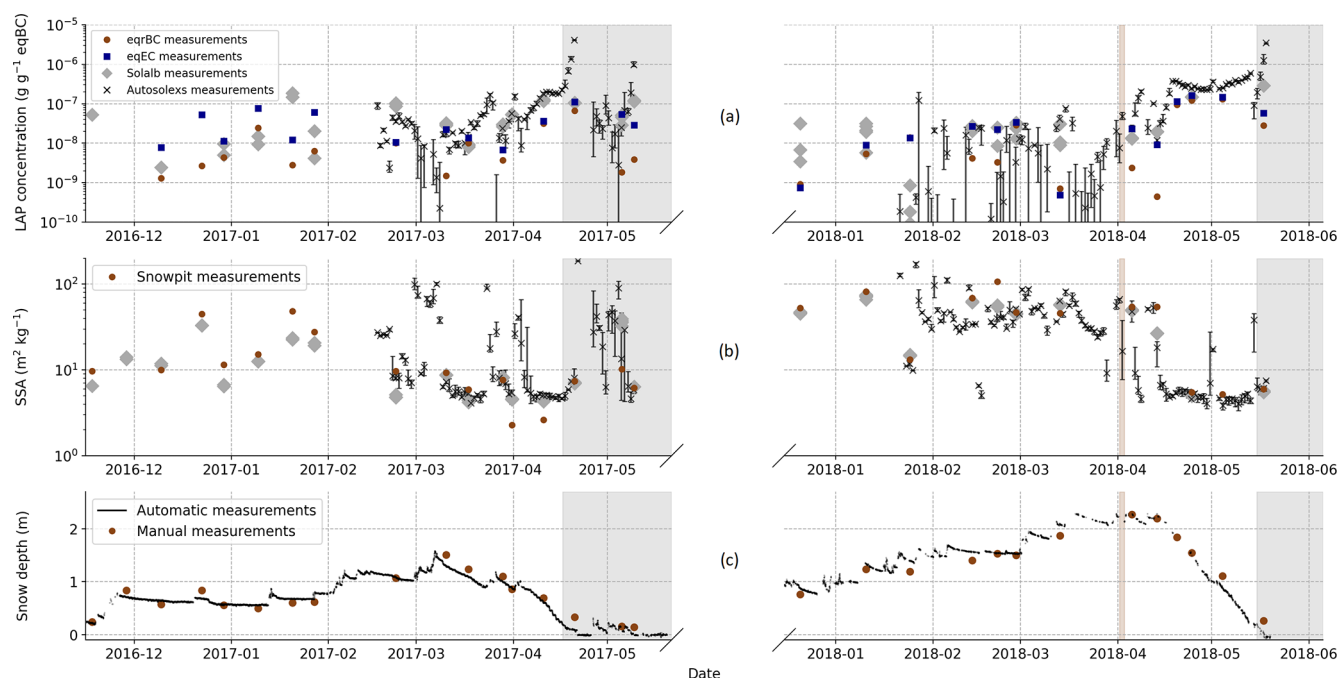 LAP concentration (g g⁻¹ eqBC)
10⁻⁵
10⁻⁶
10⁻⁷
10⁻⁸
10⁻⁹
10⁻¹⁰
eqrBC measurements
eqEC measurements
Solalb measurements
Autosolexs measurements
(a)
2016-12 2017-01 2017-02 2017-03 2017-04 2017-05 2018-01 2018-02 2018-03 2018-04 2018-05 2018-06
SSA (m² kg⁻¹)
10²
10¹
10⁰
Snowpit measurements
(b)
2016-12 2017-01 2017-02 2017-03 2017-04 2017-05 2018-01 2018-02 2018-03 2018-04 2018-05 2018-06
Snow depth (m)
2
1
0
Automatic measurements
Manual measurements
(c)
2016-12 2017-01 2017-02 2017-03 2017-04 2017-05 2018-01 2018-02 2018-03 2018-04 2018-05 2018-06
Date